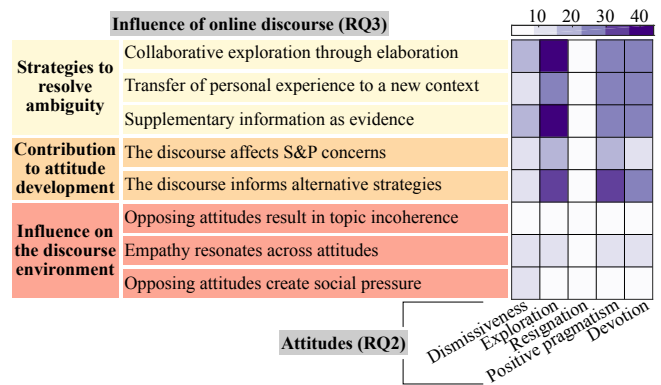 Influence of online discourse (RQ3)
10 20 30 40
Strategies to
resolve
ambiguity
Collaborative exploration through elaboration
Transfer of personal experience to a new context
Supplementary information as evidence
Contribution
to attitude
development
The discourse affects S&P concerns
The discourse informs alternative strategies
Influence on
the discourse
environment
Opposing attitudes result in topic incoherence
Empathy resonates across attitudes
Opposing attitudes create social pressure
Attitudes (RQ2)
Dismissiveness
Exploration
Resignation
Positive pragmatism
Devotion